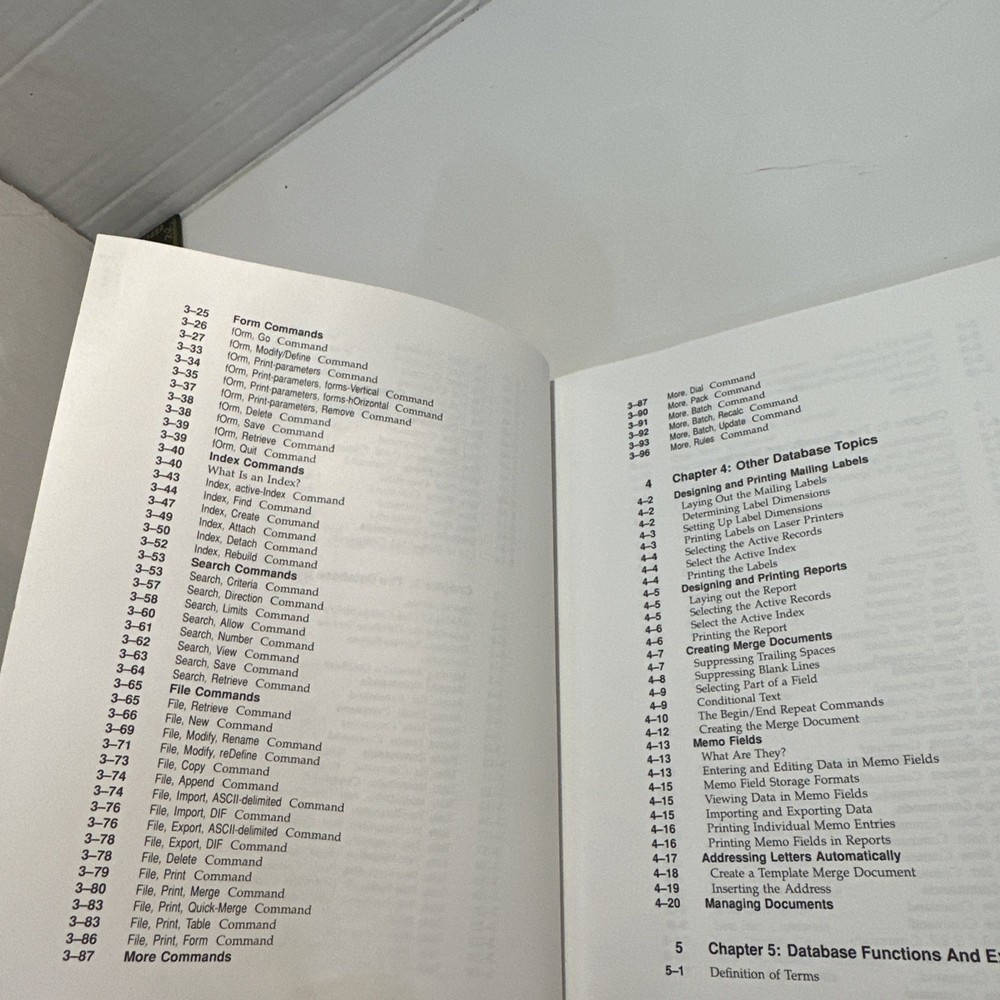 3–25 Form Commands
3–26 fOrm, Go Command
3–27 fOrm, Modify/Define Command
3–33 fOrm, Print-parameters Command
3–34 fOrm, Print-parameters, forms-Vertical Command
3–35 fOrm, Print-parameters, forms-hOrizontal Command
3–37 fOrm, Print-parameters, Remove Command
3–38 fOrm, Delete Command
3–38 fOrm, Save Command
3–39 fOrm, Retrieve Command
3–39 fOrm, Quit Command
3–40 Index Commands
3–40 What Is an Index?
3–43 Index, active-Index Command
3–44 Index, Find Command
3–47 Index, Create Command
3–49 Index, Attach Command
3–50 Index, Detach Command
3–52 Index, Rebuild Command
3–53 Search Commands
3–53 Search, Criteria Command
3–57 Search, Direction Command
3–58 Search, Limits Command
3–60 Search, Allow Command
3–61 Search, Number Command
3–62 Search, View Command
3–63 Search, Save Command
3–64 Search, Retrieve Command
3–65 File Commands
3–65 File, Retrieve Command
3–66 File, New Command
3–69 File, Modify, Rename Command
3–71 File, Modify, reDefine Command
3–73 File, Copy Command
3–74 File, Append Command
3–74 File, Import, ASCII-delimited Command
3–76 File, Import, DIF Command
3–76 File, Export, ASCII-delimited Command
3–78 File, Export, DIF Command
3–78 File, Delete Command
3–79 File, Print Command
3–80 File, Print, Merge Command
3–83 File, Print, Quick-Merge Command
3–83 File, Print, Table Command
3–86 File, Print, Form Command
3–87 More Commands
3–87 More, Dial Command
3–90 More, Pack Command
3–91 More, Batch Command
3–92 More, Batch, Recalc Command
3–93 More, Batch, Update Command
3–96 More, Rules Command
4 Chapter 4: Other Database Topics
4–2 Designing and Printing Mailing Labels
4–2 Laying Out the Mailing Labels
4–2 Determining Label Dimensions
4–3 Setting Up Label Dimensions
4–3 Printing Labels on Laser Printers
4–4 Selecting the Active Records
4–4 Select the Active Index
4–4 Printing the Labels
4–5 Designing and Printing Reports
4–5 Laying out the Report
4–5 Selecting the Active Records
4–6 Select the Active Index
4–6 Printing the Report
4–7 Creating Merge Documents
4–7 Suppressing Trailing Spaces
4–8 Suppressing Blank Lines
4–9 Selecting Part of a Field
4–9 Conditional Text
4–10 The Begin/End Repeat Commands
4–12 Creating the Merge Document
4–13 Memo Fields
4–13 What Are They?
4–13 Entering and Editing Data in Memo Fields
4–15 Memo Field Storage Formats
4–15 Viewing Data in Memo Fields
4–15 Importing and Exporting Data
4–16 Printing Individual Memo Entries
4–16 Printing Memo Fields in Reports
4–17 Addressing Letters Automatically
4–18 Create a Template Merge Document
4–19 Inserting the Address
4–20 Managing Documents
5 Chapter 5: Database Functions And
5–1 Definition of Terms